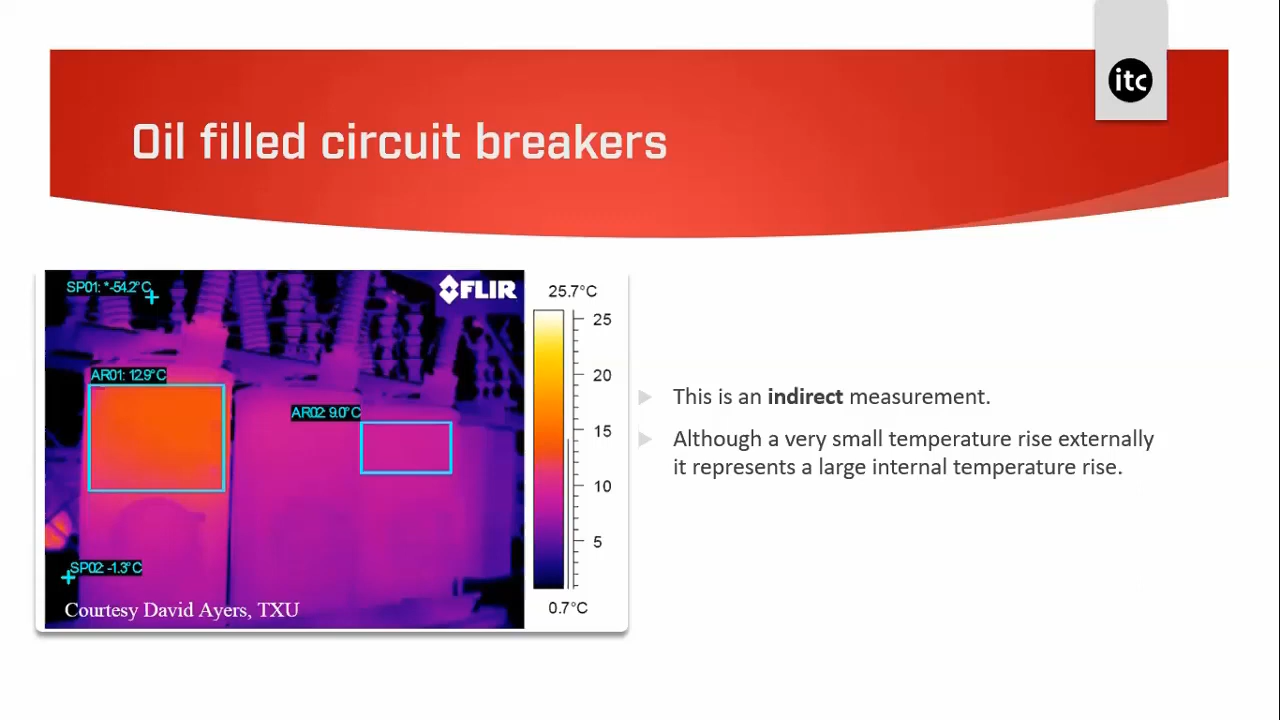 itc
Oil filled circuit breakers
SP01: *-54.2°C
FLIR
25.7°C
25
AR01: 12.9°C
20
AR02: 9.0°C
15
10
5
SP02: -1.3°C
0.7°C
Courtesy David Ayers, TXU
This is an indirect measurement.
Although a very small temperature rise externally
it represents a large internal temperature rise.